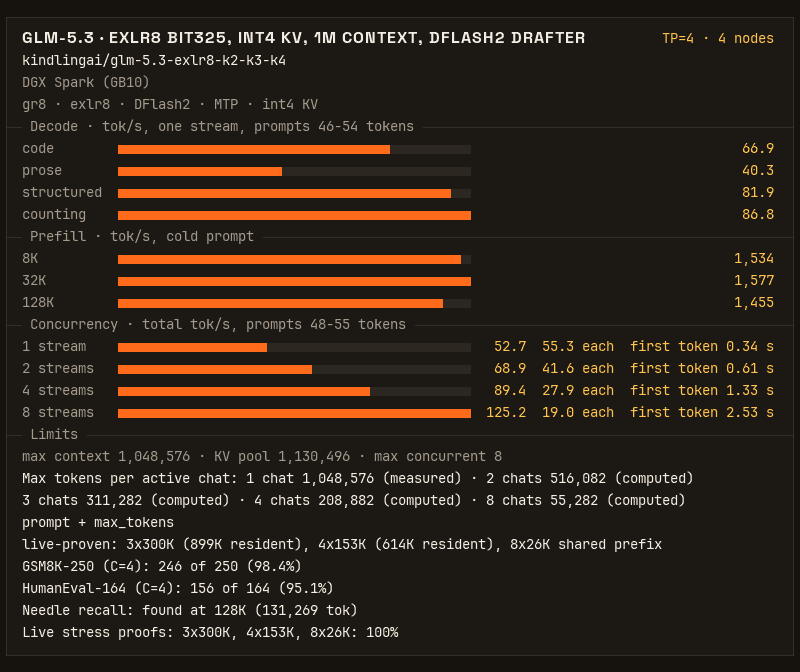 GLM-5.3 · EXLR8 BIT325, INT4 KV, 1M CONTEXT, DFLASH2 DRAFTER TP=4 · 4 nodes
kindlingai/glm-5.3-exlr8-k2-k3-k4
DGX Spark (GB10)
gr8 · exlr8 · DFlash2 · MTP · int4 KV
Decode · tok/s, one stream, prompts 46-54 tokens
code 66.9
prose 40.3
structured 81.9
counting 86.8
Prefill · tok/s, cold prompt
8K 1,534
32K 1,577
128K 1,455
Concurrency · total tok/s, prompts 48-55 tokens
1 stream 52.7 55.3 each first token 0.34 s
2 streams 68.9 41.6 each first token 0.61 s
4 streams 89.4 27.9 each first token 1.33 s
8 streams 125.2 19.0 each first token 2.53 s
Limits
max context 1,048,576 · KV pool 1,130,496 · max concurrent 8
Max tokens per active chat: 1 chat 1,048,576 (measured) · 2 chats 516,082 (computed)
3 chats 311,282 (computed) · 4 chats 208,882 (computed) · 8 chats 55,282 (computed)
prompt + max_tokens
live-proven: 3x300K (899K resident), 4x153K (614K resident), 8x26K shared prefix
GSM8K-250 (C=4): 246 of 250 (98.4%)
HumanEval-164 (C=4): 156 of 164 (95.1%)
Needle recall: found at 128K (131,269 tok)
Live stress proofs: 3x300K, 4x153K, 8x26K: 100%